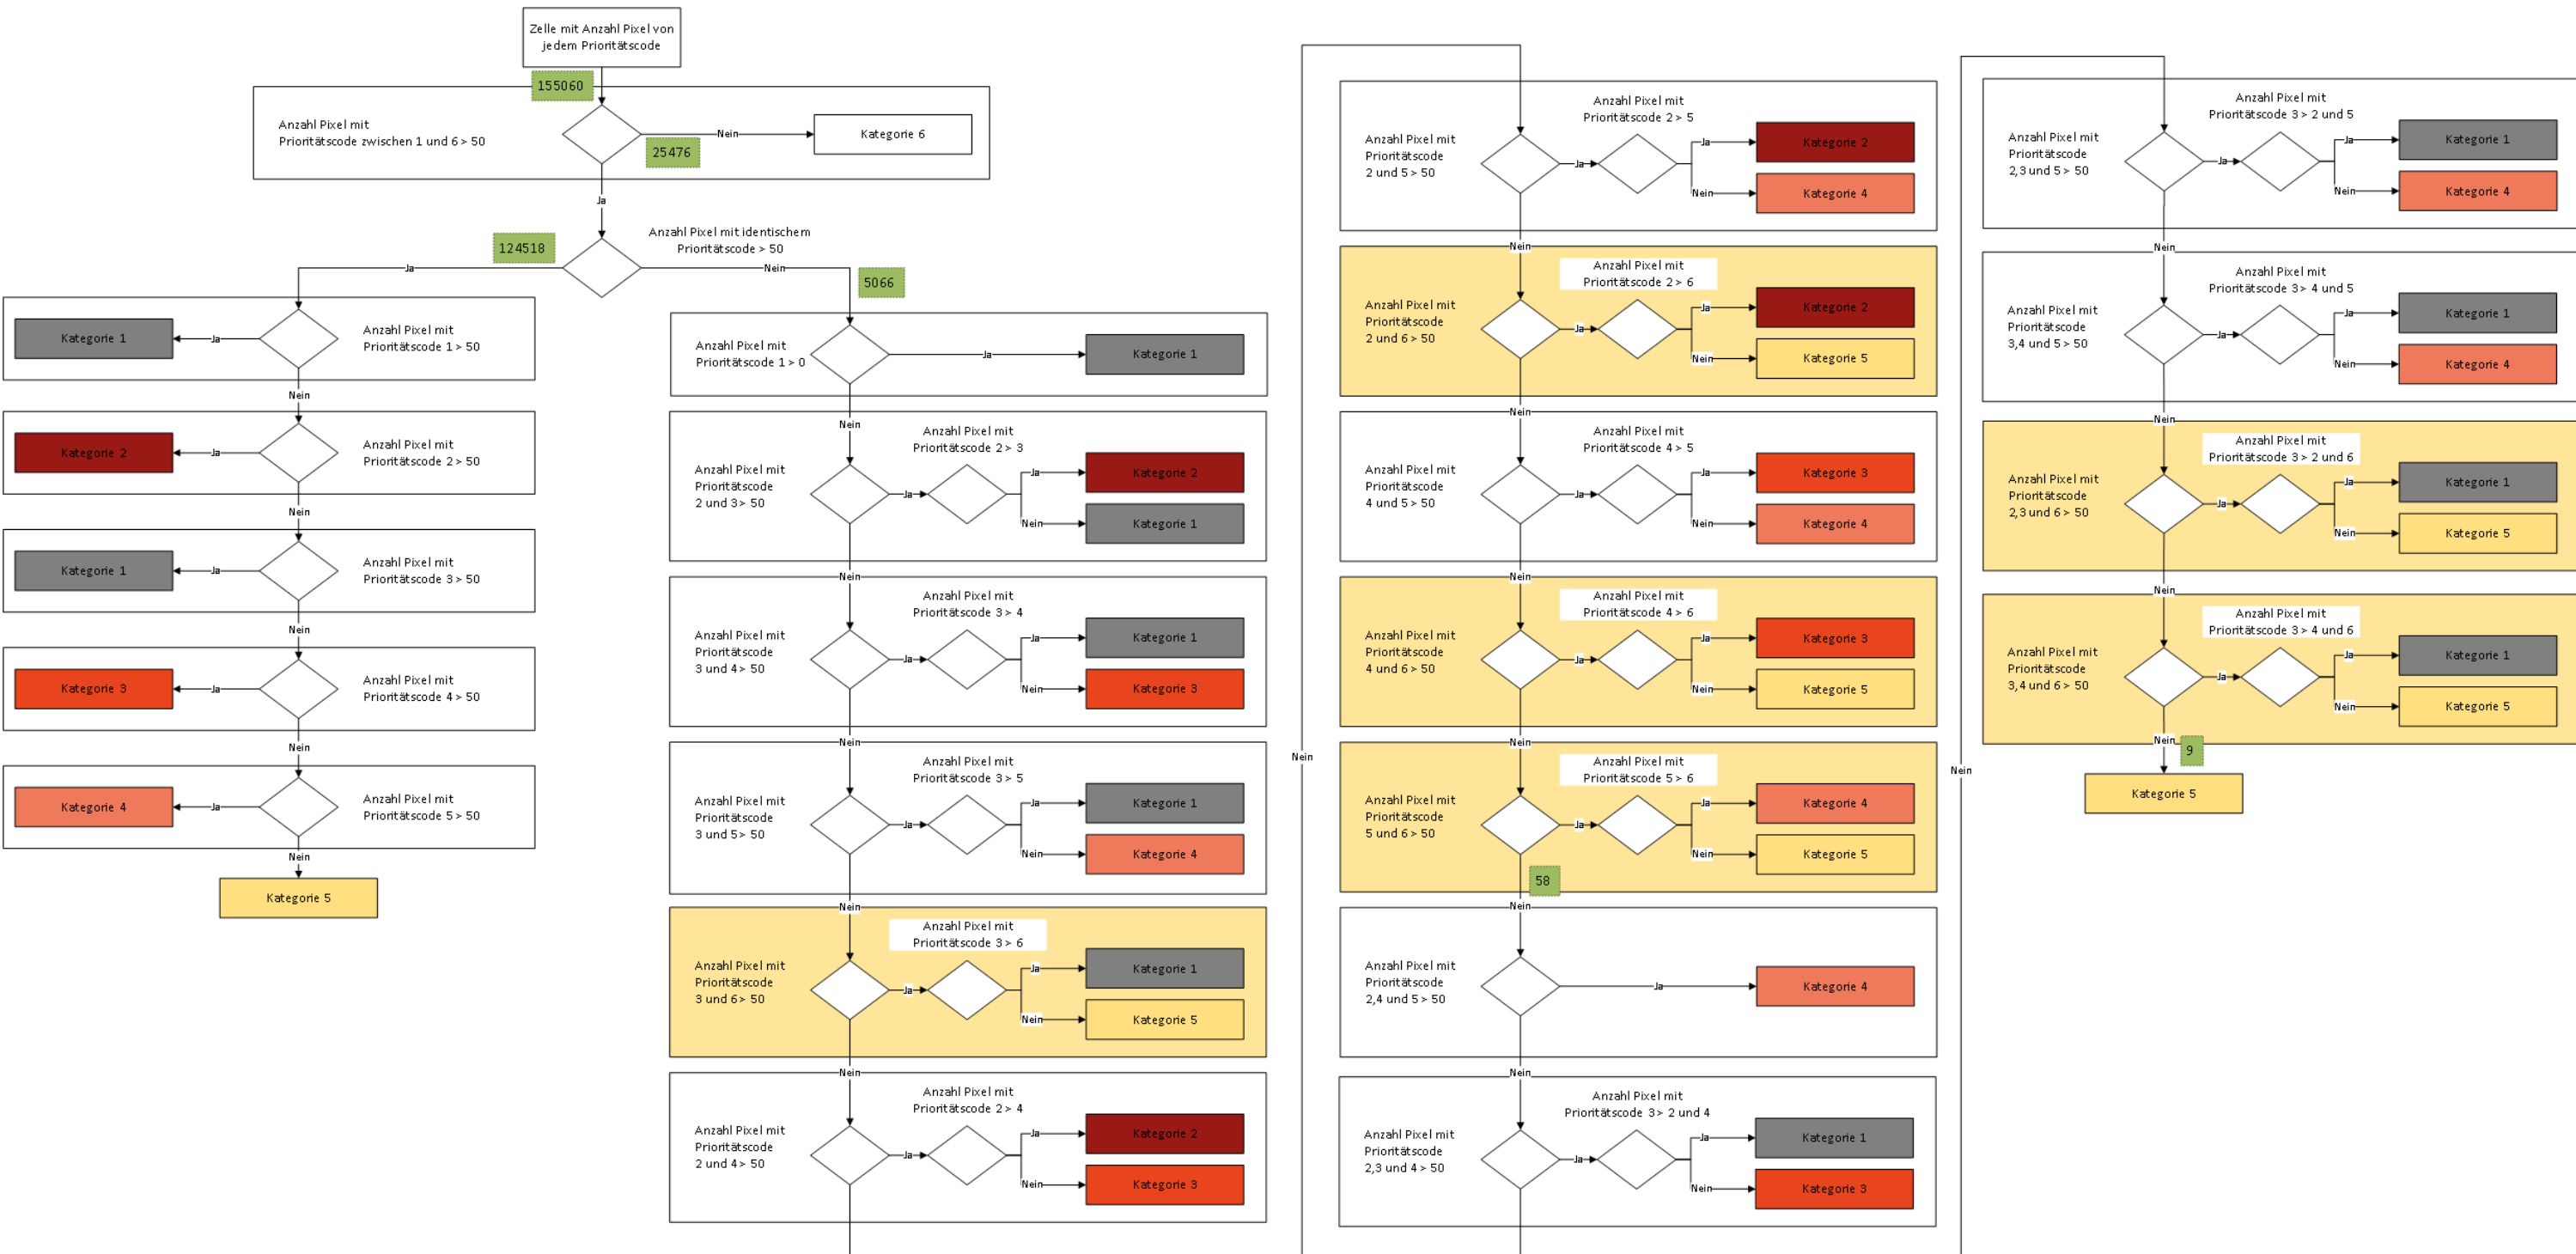 Zelle mit Anzahl Pixel von
jedem Prioritätscode
155060
Anzahl Pixel mit
Prioritätscode zwischen 1 und 6 > 50
Nein
Kategorie 6
25476
Ja
124518
Anzahl Pixel mit identischem
Prioritätscode > 50
Ja
Nein
5066
Kategorie 1
Ja
Anzahl Pixel mit
Prioritätscode 1 > 50
Nein
Kategorie 2
Ja
Anzahl Pixel mit
Prioritätscode 2 > 50
Nein
Kategorie 1
Ja
Anzahl Pixel mit
Prioritätscode 3 > 50
Nein
Kategorie 3
Ja
Anzahl Pixel mit
Prioritätscode 4 > 50
Nein
Kategorie 4
Ja
Anzahl Pixel mit
Prioritätscode 5 > 50
Nein
Kategorie 5
Anzahl Pixel mit
Prioritätscode 1 > 0
Ja
Kategorie 1
Nein
Anzahl Pixel mit
Prioritätscode 2 > 3
Anzahl Pixel mit
Prioritätscode
2 und 3 > 50
Ja
Ja
Kategorie 2
Nein
Kategorie 1
Nein
Anzahl Pixel mit
Prioritätscode 3 > 4
Anzahl Pixel mit
Prioritätscode
3 und 4 > 50
Ja
Ja
Kategorie 1
Nein
Kategorie 3
Nein
Anzahl Pixel mit
Prioritätscode 3 > 5
Anzahl Pixel mit
Prioritätscode
3 und 5 > 50
Ja
Ja
Kategorie 1
Nein
Kategorie 4
Nein
Anzahl Pixel mit
Prioritätscode 3 > 6
Anzahl Pixel mit
Prioritätscode
3 und 6 > 50
Ja
Ja
Kategorie 1
Nein
Kategorie 5
Nein
Anzahl Pixel mit
Prioritätscode 2 > 4
Anzahl Pixel mit
Prioritätscode
2 und 4 > 50
Ja
Ja
Kategorie 2
Nein
Kategorie 3
Nein
Anzahl Pixel mit
Prioritätscode 2 > 5
Anzahl Pixel mit
Prioritätscode
2 und 5 > 50
Ja
Ja
Kategorie 2
Nein
Kategorie 4
Nein
Anzahl Pixel mit
Prioritätscode 2 > 6
Anzahl Pixel mit
Prioritätscode
2 und 6 > 50
Ja
Ja
Kategorie 2
Nein
Kategorie 5
Nein
Anzahl Pixel mit
Prioritätscode 4 > 5
Anzahl Pixel mit
Prioritätscode
4 und 5 > 50
Ja
Ja
Kategorie 3
Nein
Kategorie 4
Nein
Anzahl Pixel mit
Prioritätscode 4 > 6
Anzahl Pixel mit
Prioritätscode
4 und 6 > 50
Ja
Ja
Kategorie 3
Nein
Kategorie 5
Nein
Anzahl Pixel mit
Prioritätscode 5 > 6
Anzahl Pixel mit
Prioritätscode
5 und 6 > 50
Ja
Ja
Kategorie 4
Nein
Kategorie 5
58
Nein
Anzahl Pixel mit
Prioritätscode
2,4 und 5 > 50
Ja
Kategorie 4
Nein
Anzahl Pixel mit
Prioritätscode 3 > 2 und 4
Anzahl Pixel mit
Prioritätscode
2,3 und 4 > 50
Ja
Ja
Kategorie 1
Nein
Kategorie 3
Nein
Anzahl Pixel mit
Prioritätscode 3 > 2 und 5
Anzahl Pixel mit
Prioritätscode
2,3 und 5 > 50
Ja
Ja
Kategorie 1
Nein
Kategorie 4
Nein
Anzahl Pixel mit
Prioritätscode 3 > 4 und 5
Anzahl Pixel mit
Prioritätscode
3,4 und 5 > 50
Ja
Ja
Kategorie 1
Nein
Kategorie 4
Nein
Anzahl Pixel mit
Prioritätscode 3 > 2 und 6
Anzahl Pixel mit
Prioritätscode
2,3 und 6 > 50
Ja
Ja
Kategorie 1
Nein
Kategorie 5
Nein
Anzahl Pixel mit
Prioritätscode 3 > 4 und 6
Anzahl Pixel mit
Prioritätscode
3,4 und 6 > 50
Ja
Ja
Kategorie 1
Nein
Kategorie 5
Nein
9
Kategorie 5